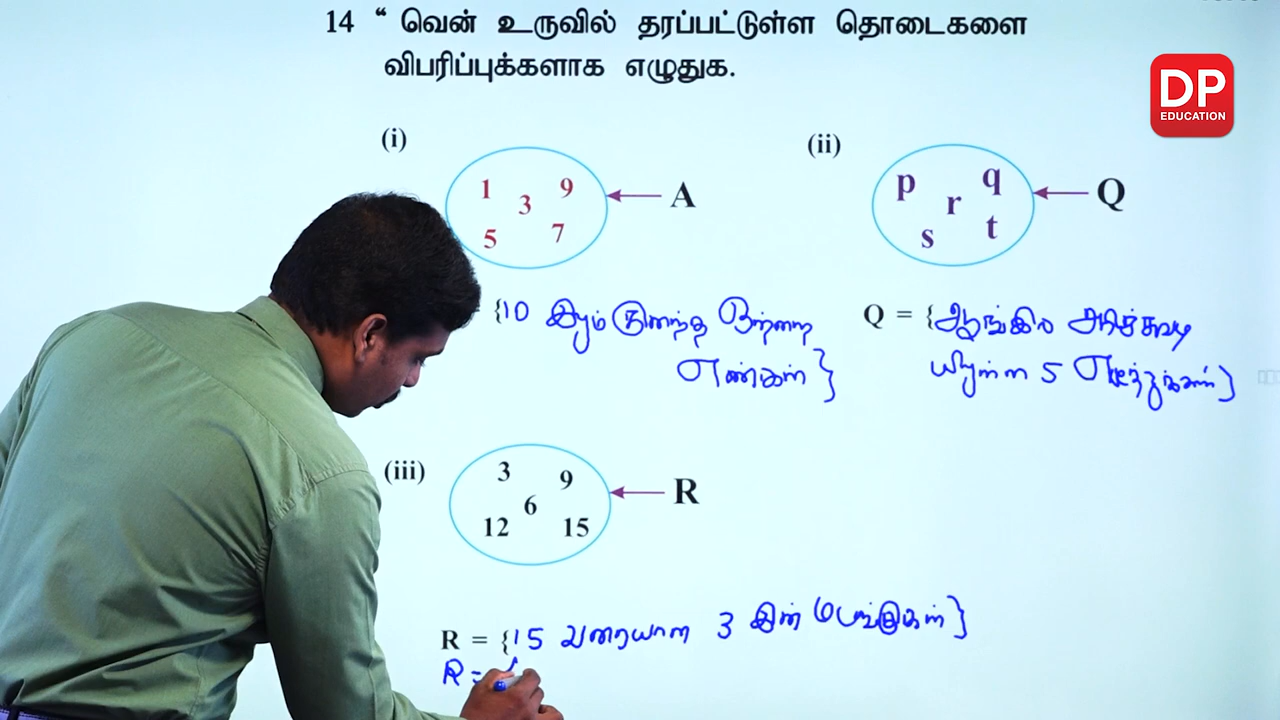 14 “ வென் உருவில் தரப்பட்டுள்ள தொடைகளை
விபரிப்புக்களாக எழுதுக.
DP
EDUCATION
(i)
1 9
3
5 7
A
(ii)
p q
r
s t
Q
{10 இலும் குறைந்த ஒற்றை
எண்கள் }
Q = {ஆங்கில அரிச்சுவடி
யிலுள்ள 5 எழுத்துக்கள் }
(iii)
3 9
6
12 15
R
R = {15 வரையான 3 இன் மடங்குகள் }
R = {